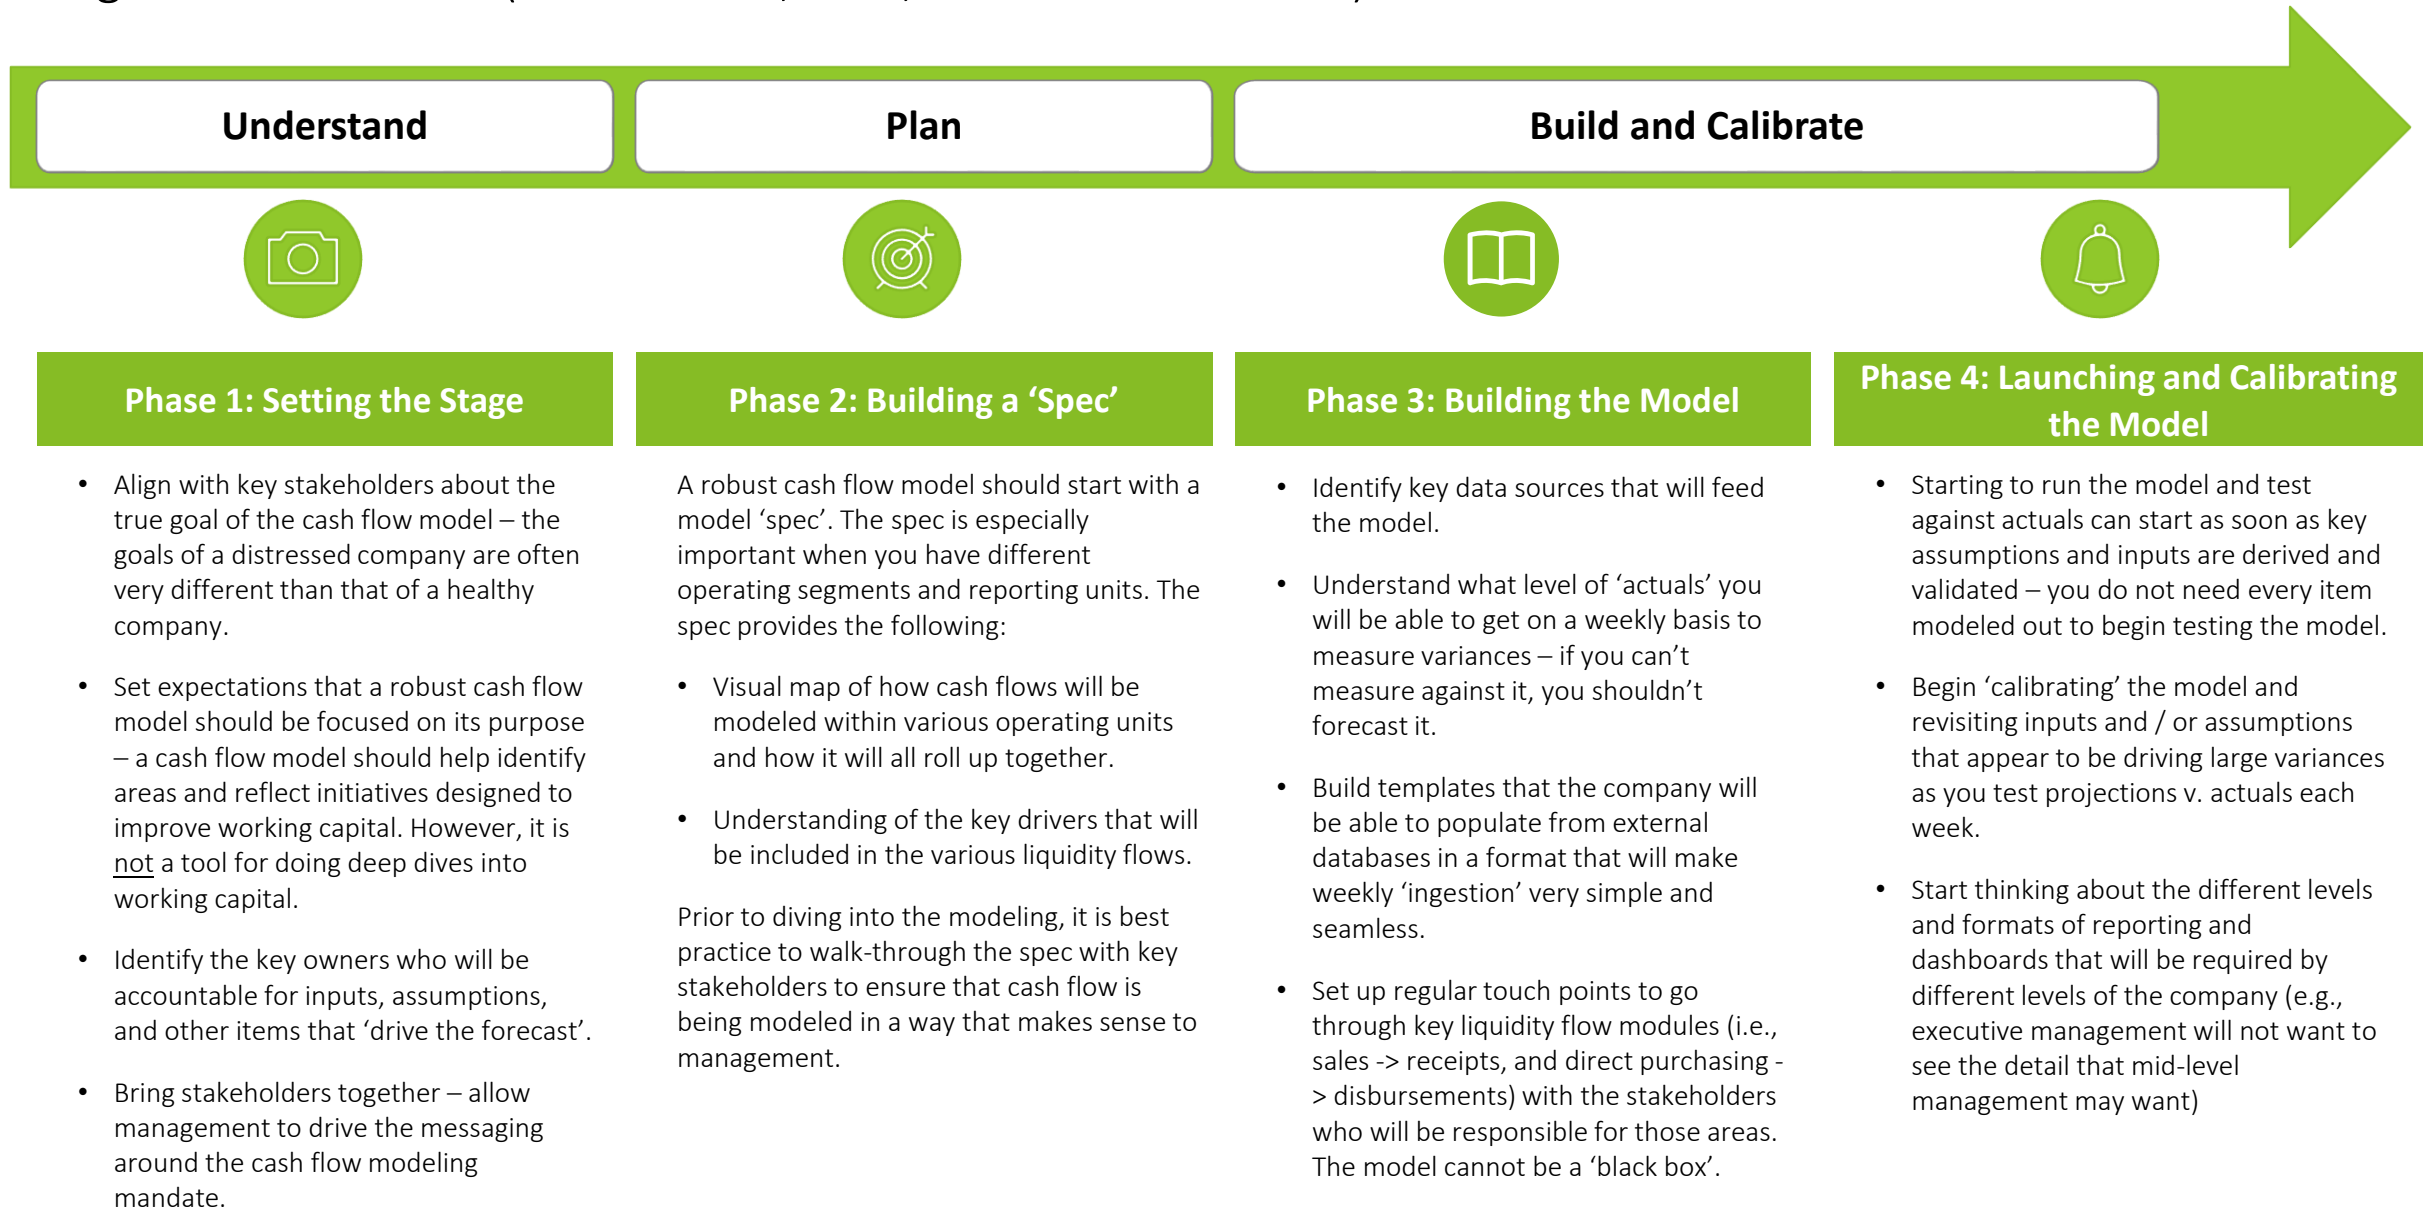 Understand
Plan
Build and Calibrate
Phase 1: Setting the Stage
• Align with key stakeholders about the
true goal of the cash flow model – the
goals of a distressed company are often
very different than that of a healthy
company.
• Set expectations that a robust cash flow
model should be focused on its purpose
– a cash flow model should help identify
areas and reflect initiatives designed to
improve working capital. However, it is
not a tool for doing deep dives into
working capital.
• Identify the key owners who will be
accountable for inputs, assumptions,
and other items that ‘drive the forecast’.
• Bring stakeholders together – allow
management to drive the messaging
around the cash flow modeling
mandate.
Phase 2: Building a ‘Spec’
A robust cash flow model should start with a
model ‘spec’. The spec is especially
important when you have different
operating segments and reporting units. The
spec provides the following:
• Visual map of how cash flows will be
modeled within various operating units
and how it will all roll up together.
• Understanding of the key drivers that will
be included in the various liquidity flows.
Prior to diving into the modeling, it is best
practice to walk-through the spec with key
stakeholders to ensure that cash flow is
being modeled in a way that makes sense to
management.
Phase 3: Building the Model
• Identify key data sources that will feed
the model.
• Understand what level of ‘actuals’ you
will be able to get on a weekly basis to
measure variances – if you can’t
measure against it, you shouldn’t
forecast it.
• Build templates that the company will
be able to populate from external
databases in a format that will make
weekly ‘ingestion’ very simple and
seamless.
• Set up regular touch points to go
through key liquidity flow modules (i.e.,
sales -> receipts, and direct purchasing -
> disbursements) with the stakeholders
who will be responsible for those areas.
The model cannot be a ‘black box’.
Phase 4: Launching and Calibrating
the Model
• Starting to run the model and test
against actuals can start as soon as key
assumptions and inputs are derived and
validated – you do not need every item
modeled out to begin testing the model.
• Begin ‘calibrating’ the model and
revisiting inputs and / or assumptions
that appear to be driving large variances
as you test projections v. actuals each
week.
• Start thinking about the different levels
and formats of reporting and
dashboards that will be required by
different levels of the company (e.g.,
executive management will not want to
see the detail that mid-level
management may want)